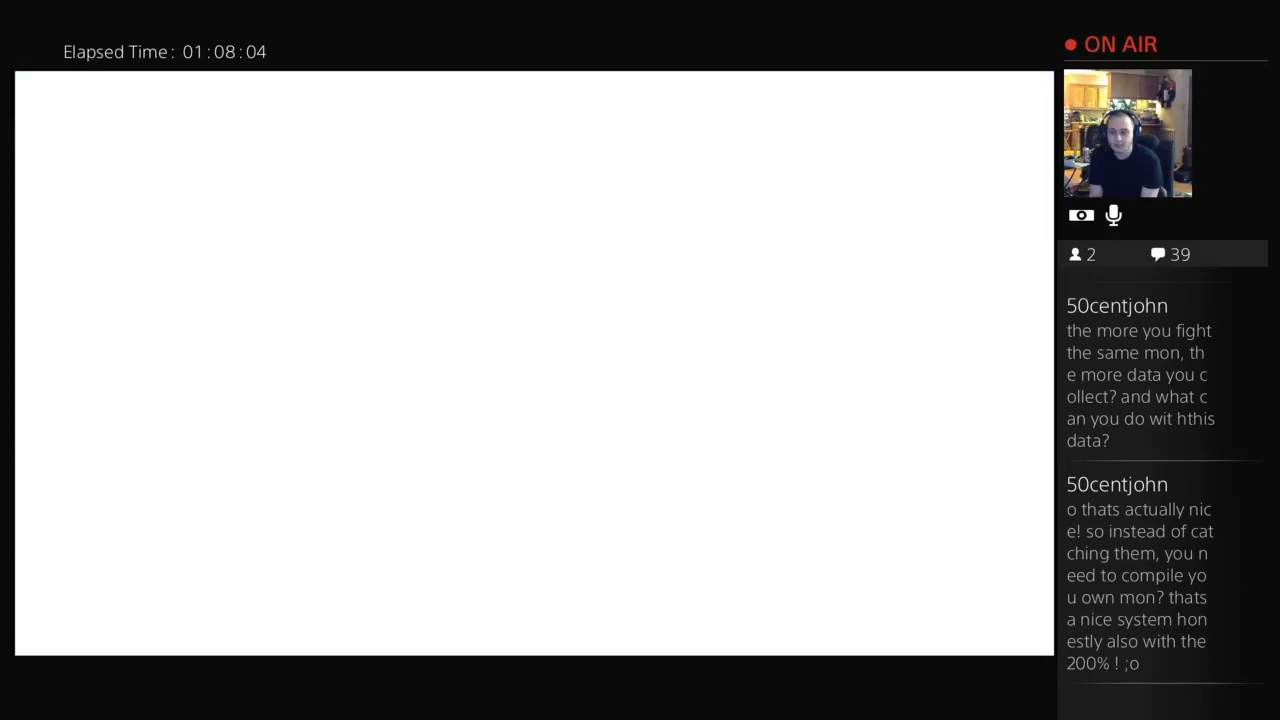 Elapsed Time: 01:08:04
ON AIR
2 39
50centjohn
the more you fight
the same mon, th
e more data you c
ollect? and what c
an you do wit hthis
data?
50centjohn
o thats actually nic
e! so instead of cat
ching them, you n
eed to compile yo
u own mon? thats
a nice system hon
estly also with the
200% ! ;o